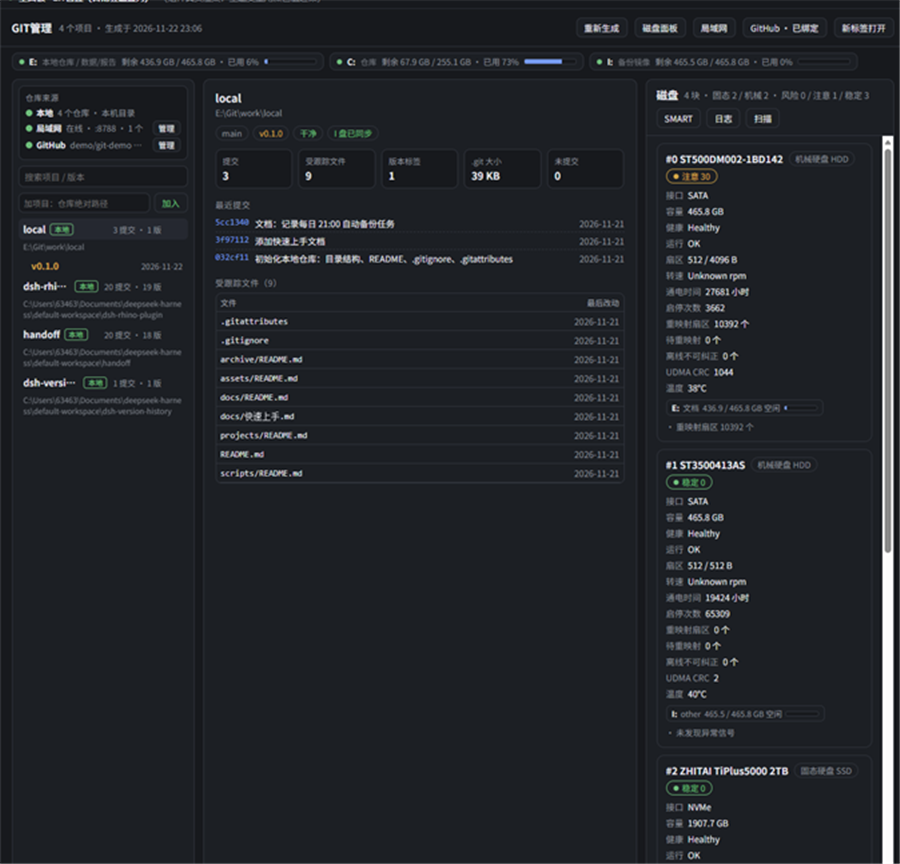 GIT管理 4 个项目 · 生成于 2026-11-22 23:06
重新生成 磁盘面板 局域网 GitHub · 已绑定 新标签打开
E: 本地仓库 / 数据/报告 剩余 436.9 GB / 465.8 GB · 已用 6%
C: 仓库 剩余 67.9 GB / 255.1 GB · 已用 73%
I: 备份镜像 剩余 465.5 GB / 465.8 GB · 已用 0%
仓库来源
本地 4 个仓库 · 本机目录
局域网 在线 · :8788 · 1 个 管理
GitHub demo/git-demo ··· 管理
搜索项目 / 版本
加项目：仓库绝对路径 加入
local 本地 3 提交 · 1 版
E:\Git\work\local
v0.1.0 2026-11-22
dsh-rhi··· 本地 20 提交 · 19 版
C:\Users\63463\Documents\deepseek-harne
ss\default-workspace\dsh-rhino-plugin
handoff 本地 20 提交 · 18 版
C:\Users\63463\Documents\deepseek-harne
ss\default-workspace\handoff
dsh-versi··· 本地 1 提交 · 1 版
C:\Users\63463\Documents\deepseek-harne
ss\default-workspace\dsh-version-history
local
E:\Git\work\local
main v0.1.0 干净 I 盘已同步
提交
3
受跟踪文件
9
版本标签
1
.git 大小
39 KB
未提交
0
最近提交
5cc1340 文档：记录每日 21:00 自动备份任务 2026-11-21
3f97112 添加快速上手文档 2026-11-21
032cf11 初始化本地仓库：目录结构、README、.gitignore、.gitattributes 2026-11-21
受跟踪文件（9）
文件 最后改动
.gitattributes 2026-11-21
.gitignore 2026-11-21
archive/README.md 2026-11-21
assets/README.md 2026-11-21
docs/README.md 2026-11-21
docs/快速上手.md 2026-11-21
projects/README.md 2026-11-21
README.md 2026-11-21
scripts/README.md 2026-11-21
磁盘 4 块 · 固态 2 / 机械 2 · 风险 0 / 注意 1 / 稳定 3
SMART 日志 扫描
#0 ST500DM002-1BD142 机械硬盘 HDD
注意 30
接口 SATA
容量 465.8 GB
健康 Healthy
运行 OK
扇区 512 / 4096 B
转速 Unknown rpm
通电时间 27681 小时
启停次数 3662
重映射扇区 10392 个
待重映射 0 个
离线不可纠正 0 个
UDMA CRC 1044
温度 38°C
E: 文档 436.9 / 465.8 GB 空闲
· 重映射扇区 10392 个
#1 ST3500413AS 机械硬盘 HDD
稳定 0
接口 SATA
容量 465.8 GB
健康 Healthy
运行 OK
扇区 512 / 512 B
转速 Unknown rpm
通电时间 19424 小时
启停次数 65309
重映射扇区 0 个
待重映射 0 个
离线不可纠正 0 个
UDMA CRC 2
温度 40°C
I: other 465.5 / 465.8 GB 空闲
· 未发现异常信号
#2 ZHITAI TiPlus5000 2TB 固态硬盘 SSD
稳定 0
接口 NVMe
容量 1907.7 GB
健康 Healthy
运行 OK